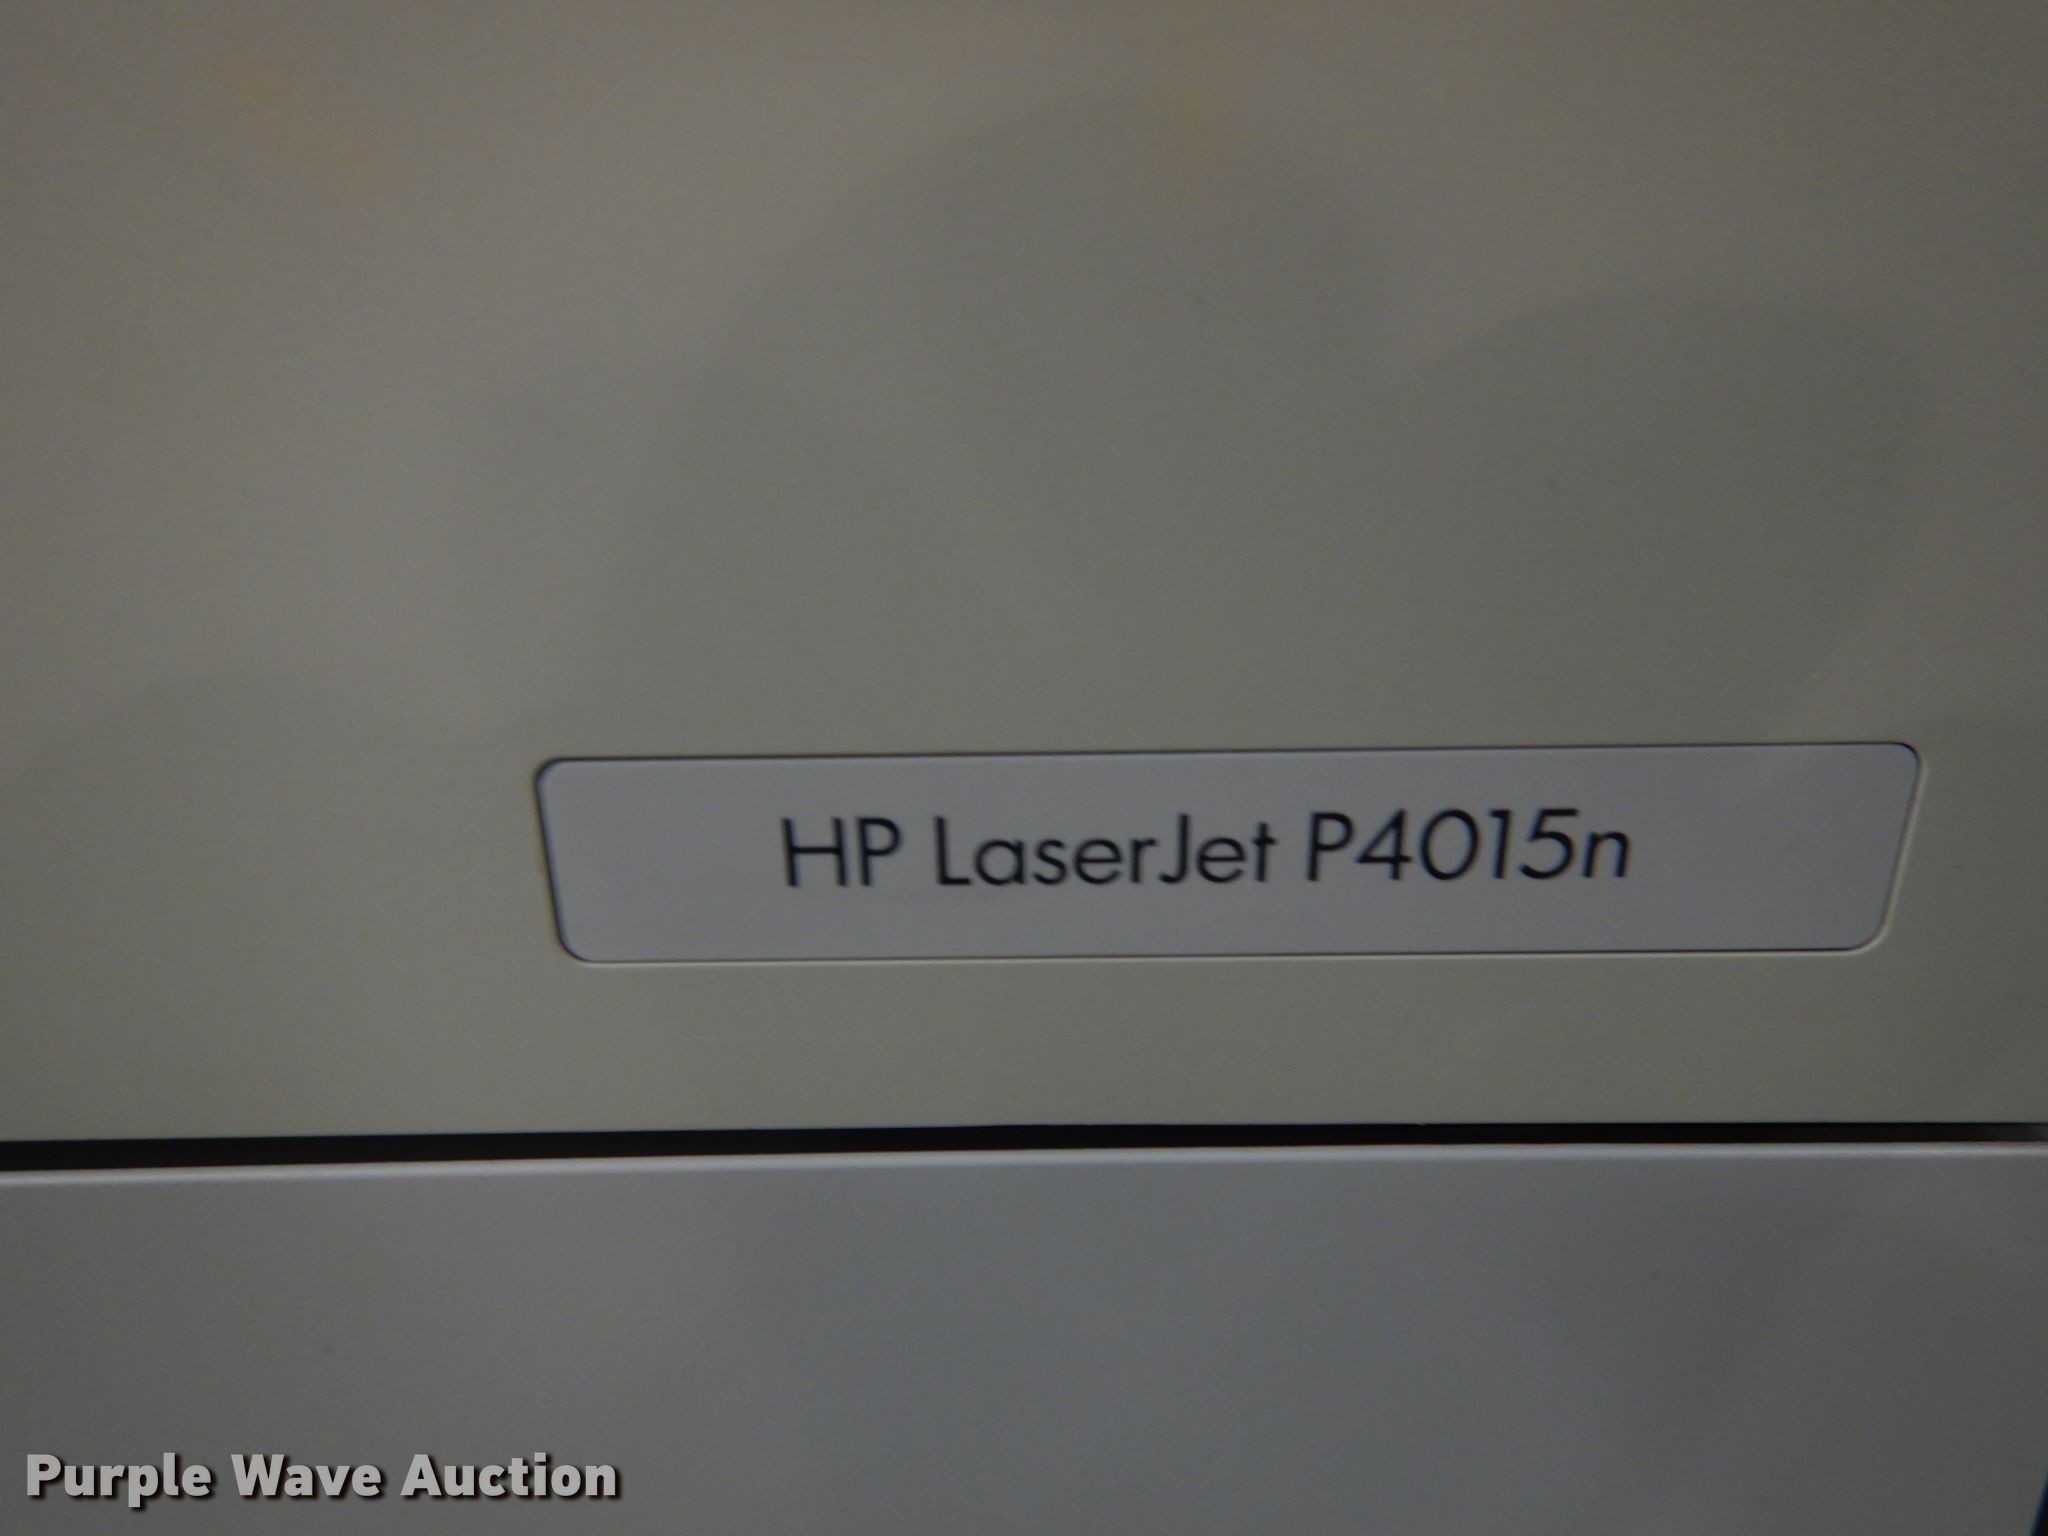 HP LaserJet P4015n
Purple Wave Auction